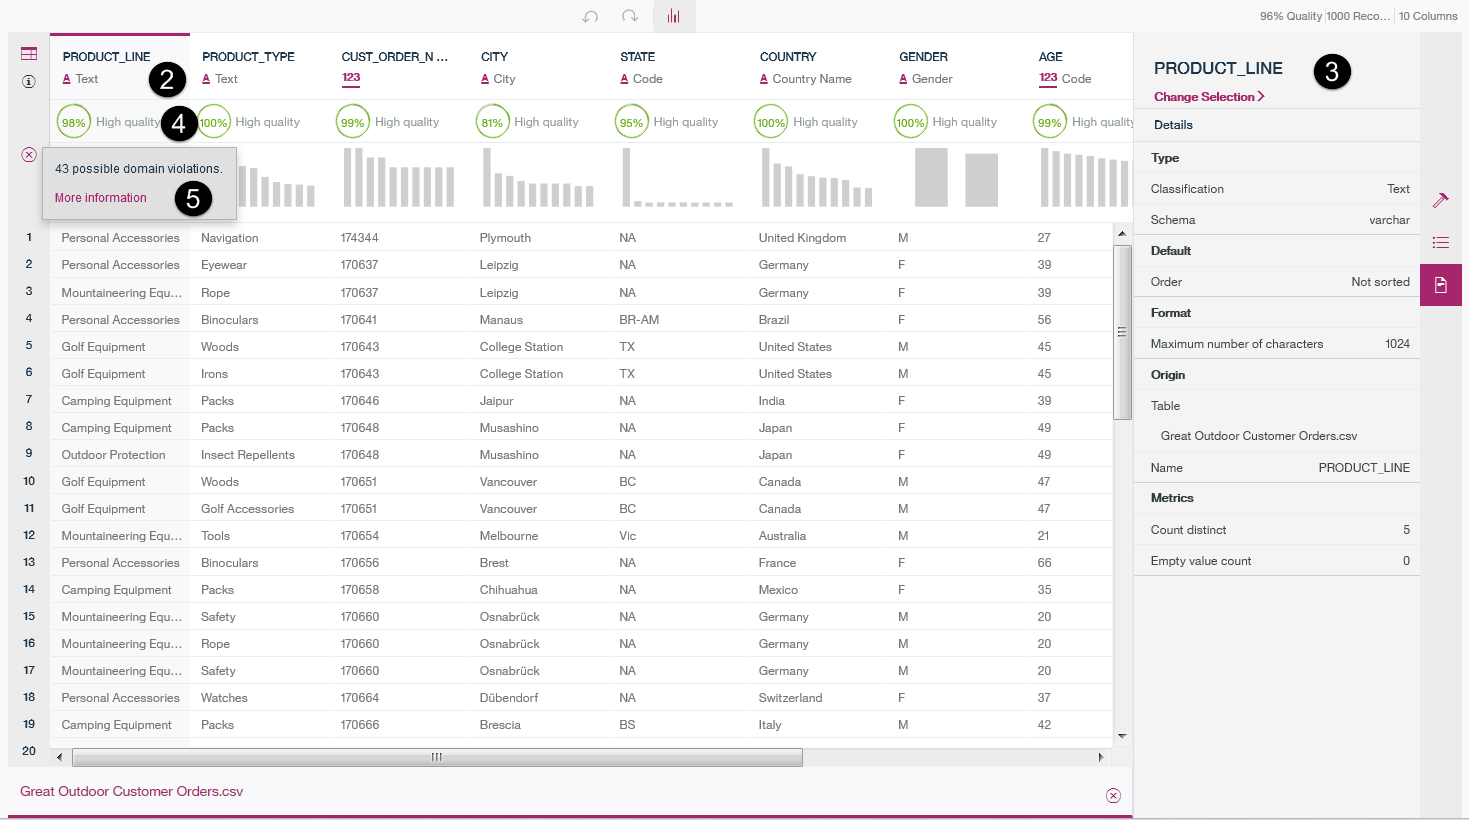 96% Quality 1000 Reco... 10 Columns
PRODUCT_LINE PRODUCT_TYPE CUST_ORDER_N ... CITY STATE COUNTRY GENDER AGE
A Text 2 A Text 123 A City A Code A Country Name A Gender 123 Code
98% High quality 4 100% High quality 99% High quality 81% High quality 95% High quality 100% High quality 100% High quality 99% High quality
43 possible domain violations.
More information 5
1 Personal Accessories Navigation 174344 Plymouth NA United Kingdom M 27
2 Personal Accessories Eyewear 170637 Leipzig NA Germany F 39
3 Mountaineering Equ... Rope 170637 Leipzig NA Germany F 39
4 Personal Accessories Binoculars 170641 Manaus BR-AM Brazil F 56
5 Golf Equipment Woods 170643 College Station TX United States M 45
6 Golf Equipment Irons 170643 College Station TX United States M 45
7 Camping Equipment Packs 170646 Jaipur NA India F 39
8 Camping Equipment Packs 170648 Musashino NA Japan F 49
9 Outdoor Protection Insect Repellents 170648 Musashino NA Japan F 49
10 Golf Equipment Woods 170651 Vancouver BC Canada M 47
11 Golf Equipment Golf Accessories 170651 Vancouver BC Canada M 47
12 Mountaineering Equ... Tools 170654 Melbourne Vic Australia M 21
13 Personal Accessories Binoculars 170656 Brest NA France F 66
14 Camping Equipment Packs 170658 Chihuahua NA Mexico F 35
15 Mountaineering Equ... Safety 170660 Osnabrück NA Germany M 20
16 Mountaineering Equ... Rope 170660 Osnabrück NA Germany M 20
17 Mountaineering Equ... Safety 170660 Osnabrück NA Germany M 20
18 Personal Accessories Watches 170664 Dübendorf NA Switzerland F 37
19 Camping Equipment Packs 170666 Brescia BS Italy M 42
20
Great Outdoor Customer Orders.csv
PRODUCT_LINE 3
Change Selection
Details
Type
Classification Text
Schema varchar
Default
Order Not sorted
Format
Maximum number of characters 1024
Origin
Table
Great Outdoor Customer Orders.csv
Name PRODUCT_LINE
Metrics
Count distinct 5
Empty value count 0